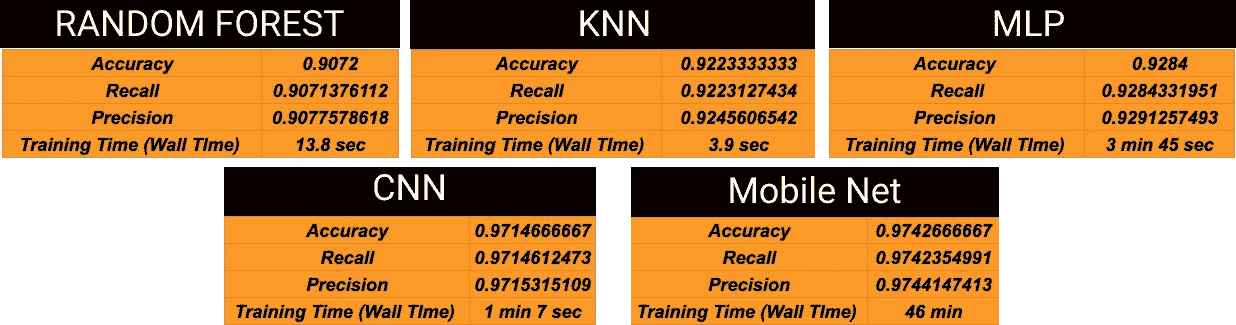 RANDOM FOREST
Accuracy 0.9072
Recall 0.9071376112
Precision 0.9077578618
Training Time (Wall TIme) 13.8 sec
KNN
Accuracy 0.9223333333
Recall 0.9223127434
Precision 0.9245606542
Training Time (Wall TIme) 3.9 sec
MLP
Accuracy 0.9284
Recall 0.9284331951
Precision 0.9291257493
Training Time (Wall TIme) 3 min 45 sec
CNN
Accuracy 0.9714666667
Recall 0.9714612473
Precision 0.9715315109
Training Time (Wall TIme) 1 min 7 sec
Mobile Net
Accuracy 0.9742666667
Recall 0.9742354991
Precision 0.9744147413
Training Time (Wall TIme) 46 min